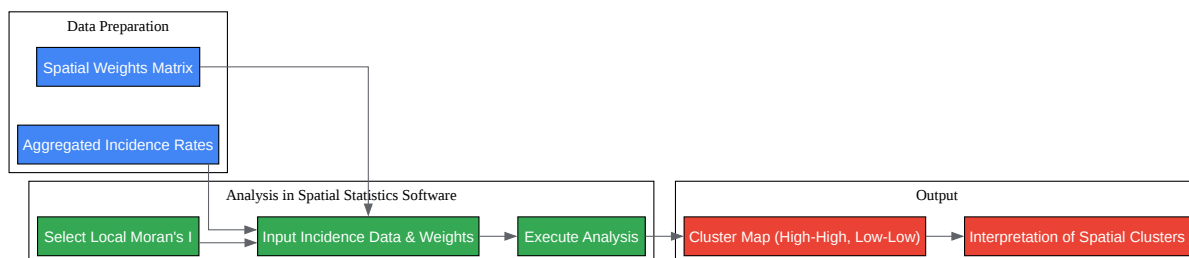 Data Preparation
Spatial Weights Matrix
Aggregated Incidence Rates
Analysis in Spatial Statistics Software
Select Local Moran's I
Input Incidence Data & Weights
Execute Analysis
Output
Cluster Map (High-High, Low-Low)
Interpretation of Spatial Clusters